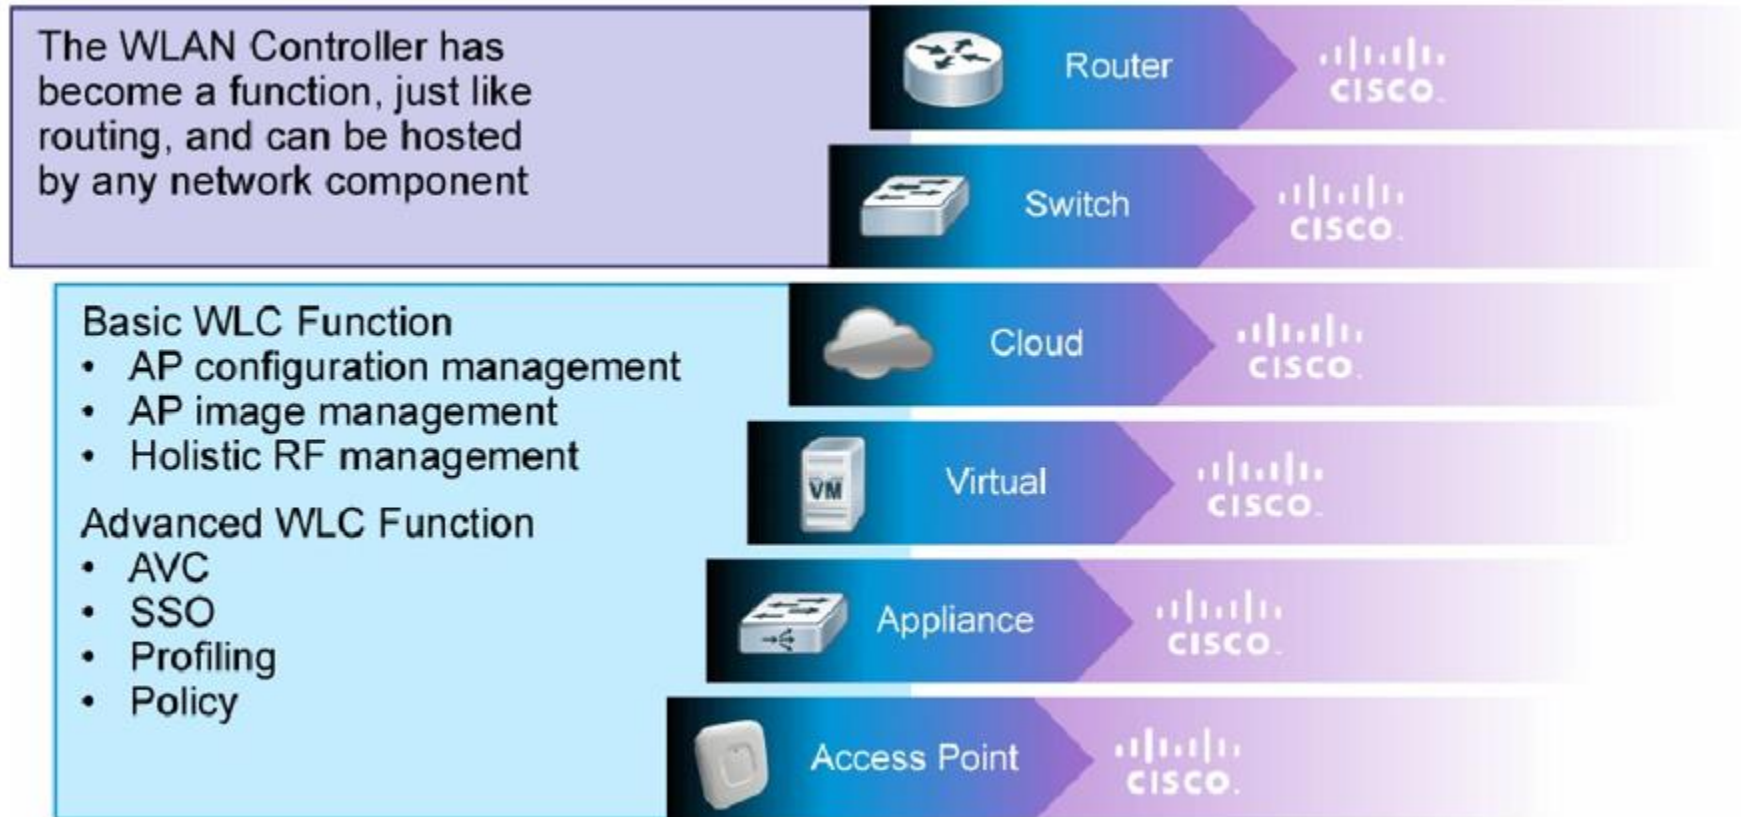 The WLAN Controller has
become a function, just like
routing, and can be hosted
by any network component
Basic WLC Function
• AP configuration management
• AP image management
• Holistic RF management
Advanced WLC Function
• AVC
• SSO
• Profiling
• Policy
Router
CISCO
Switch
CISCO
Cloud
CISCO
VM
Virtual
CISCO
Appliance
CISCO
Access Point
CISCO